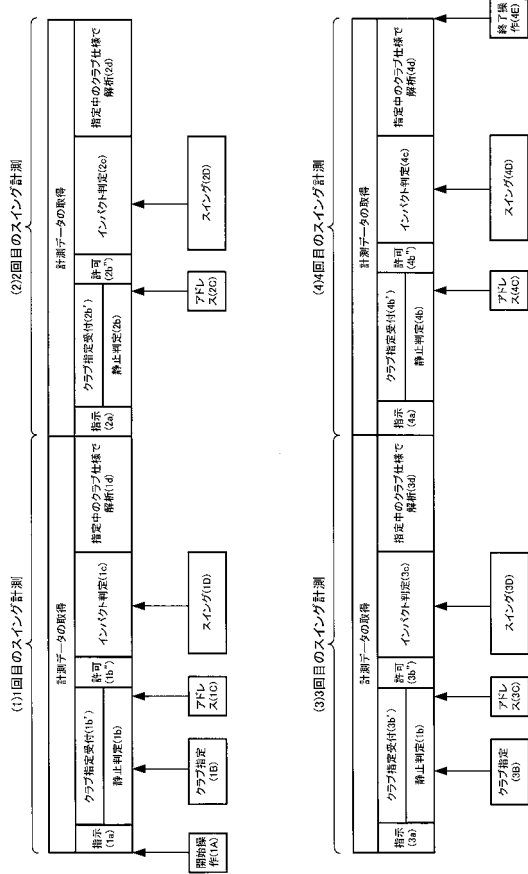 (1)1回目のスイング計測
(2)2回目のスイング計測
計測データの取得
計測データの取得
指示
(1a)
クラブ指定受付(1b')
静止判定(1b)
許可
(1b")
インパクト判定(1c)
指定中のクラブ仕様で
解析(1d)
指示
(2a)
クラブ指定受付(2b')
静止判定(2b)
許可
(2b")
インパクト判定(2c)
指定中のクラブ仕様で
解析(2d)
開始操
作(1A)
クラブ指定
(1B)
アドレ
ス(1C)
スイング(1D)
アドレ
ス(2C)
スイング(2D)
(3)3回目のスイング計測
(4)4回目のスイング計測
計測データの取得
計測データの取得
指示
(3a)
クラブ指定受付(3b')
静止判定(1b)
許可
(3b")
インパクト判定(3c)
指定中のクラブ仕様で
解析(3d)
指示
(4a)
クラブ指定受付(4b')
静止判定(4b)
許可
(4b")
インパクト判定(4c)
指定中のクラブ仕様で
解析(4d)
クラブ指定
(3B)
アドレ
ス(3C)
スイング(3D)
アドレ
ス(4C)
スイング(4D)
終了操
作(4E)